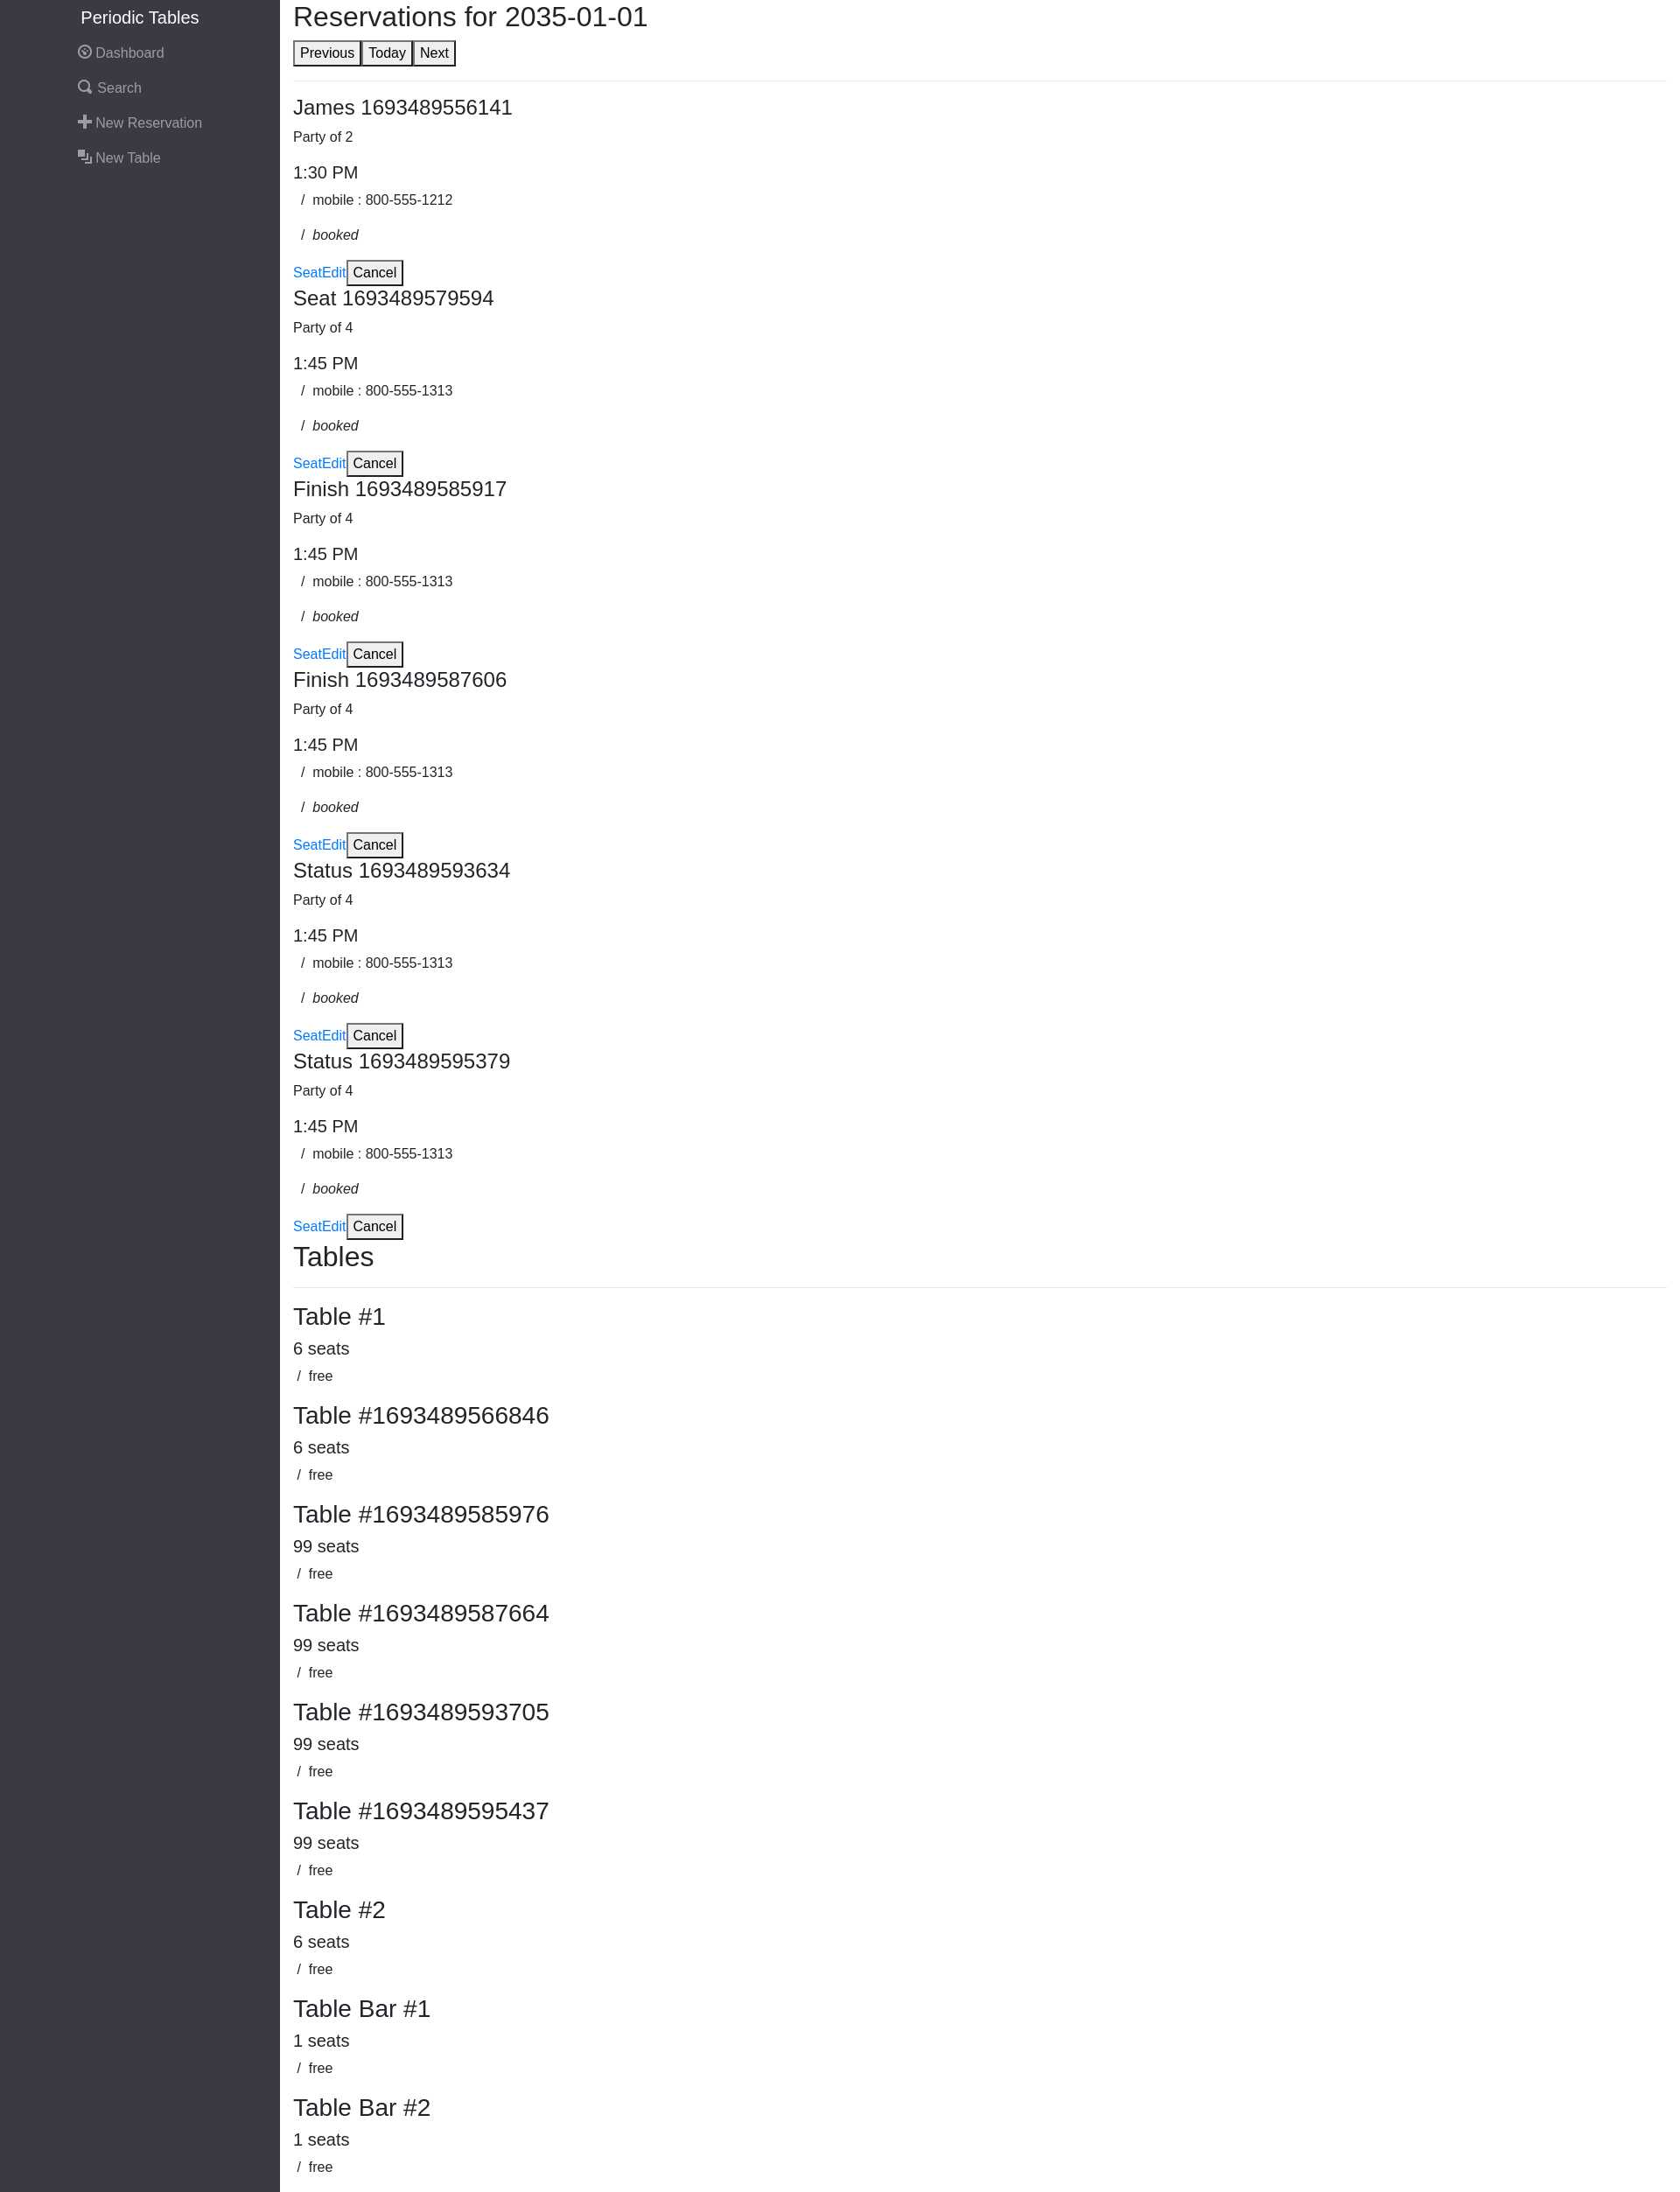 Periodic Tables
Dashboard
Search
New Reservation
New Table
Reservations for 2035-01-01
Previous Today Next
James 1693489556141
Party of 2
1:30 PM
/ mobile : 800-555-1212
/ booked
SeatEdit Cancel
Seat 1693489579594
Party of 4
1:45 PM
/ mobile : 800-555-1313
/ booked
SeatEdit Cancel
Finish 1693489585917
Party of 4
1:45 PM
/ mobile : 800-555-1313
/ booked
SeatEdit Cancel
Finish 1693489587606
Party of 4
1:45 PM
/ mobile : 800-555-1313
/ booked
SeatEdit Cancel
Status 1693489593634
Party of 4
1:45 PM
/ mobile : 800-555-1313
/ booked
SeatEdit Cancel
Status 1693489595379
Party of 4
1:45 PM
/ mobile : 800-555-1313
/ booked
SeatEdit Cancel
Tables
Table #1
6 seats
/ free
Table #1693489566846
6 seats
/ free
Table #1693489585976
99 seats
/ free
Table #1693489587664
99 seats
/ free
Table #1693489593705
99 seats
/ free
Table #1693489595437
99 seats
/ free
Table #2
6 seats
/ free
Table Bar #1
1 seats
/ free
Table Bar #2
1 seats
/ free